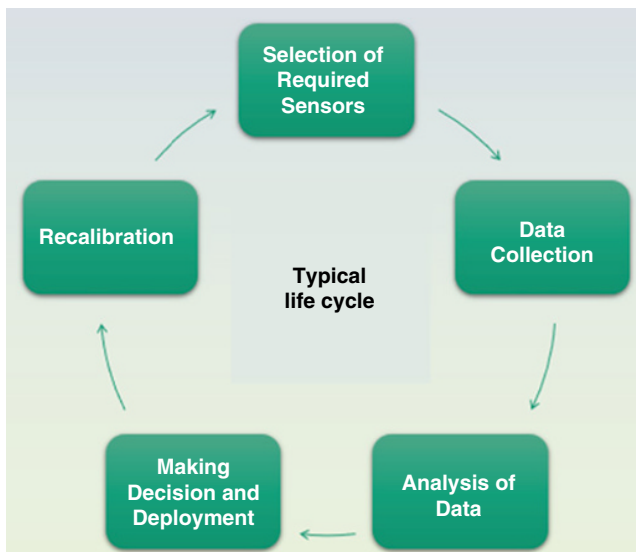 Selection of
Required
Sensors
Data
Collection
Analysis of
Data
Making
Decision and
Deployment
Recalibration
Typical
life cycle